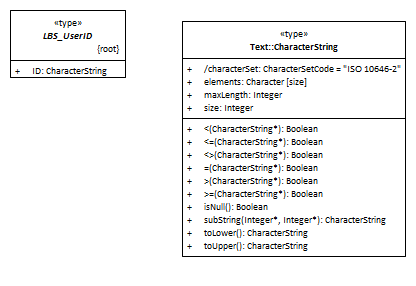 «type»
LBS_UserID
{root}
+ ID: CharacterString
«type»
Text::CharacterString
+ /characterSet: CharacterSetCode = "ISO 10646-2"
+ elements: Character [size]
+ maxLength: Integer
+ size: Integer
+ <(CharacterString*): Boolean
+ <=(CharacterString*): Boolean
+ <>(CharacterString*): Boolean
+ =(CharacterString*): Boolean
+ >(CharacterString*): Boolean
+ >=(CharacterString*): Boolean
+ isNull(): Boolean
+ subString(Integer*, Integer*): CharacterString
+ toLower(): CharacterString
+ toUpper(): CharacterString